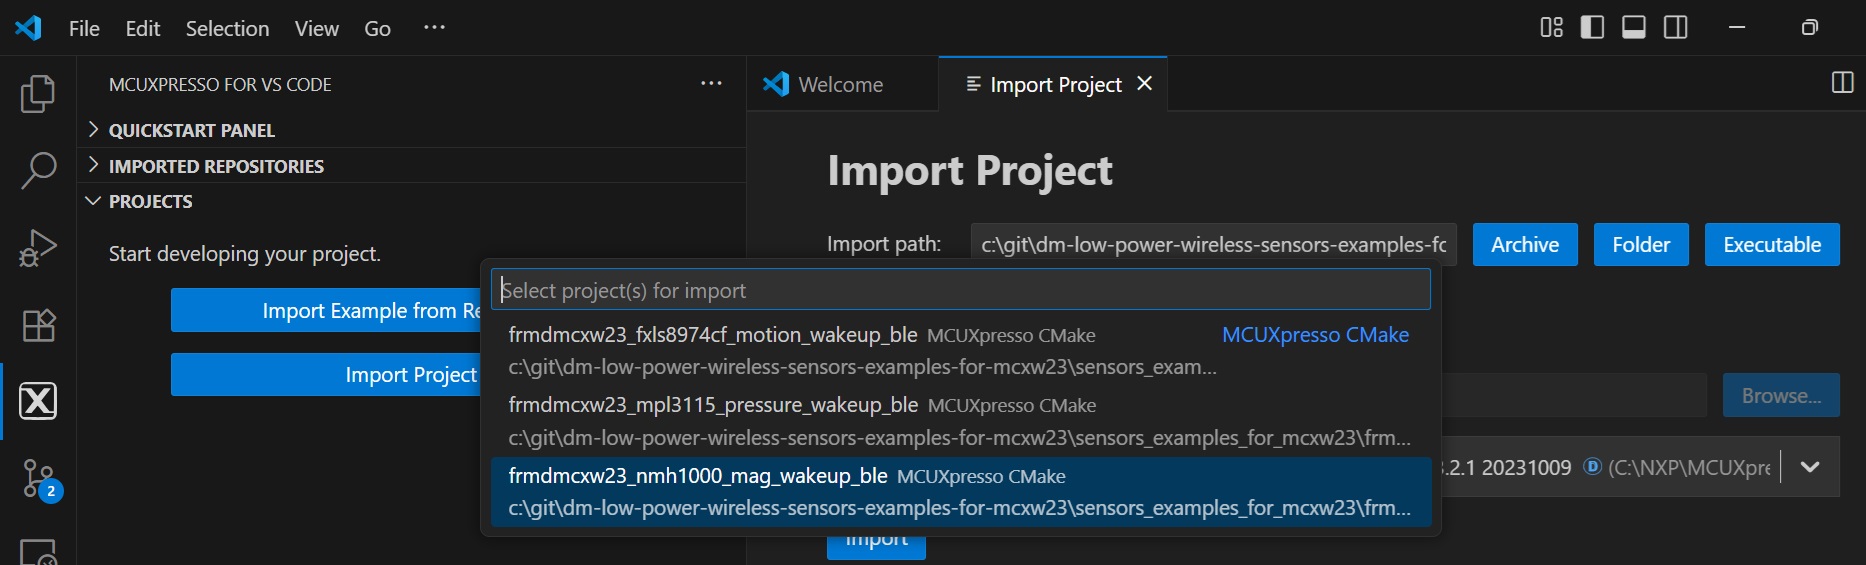 File Edit Selection View Go ···
MCUXPRESSO FOR VS CODE ···
QUICKSTART PANEL
IMPORTED REPOSITORIES
PROJECTS
Start developing your project.
Import Example from Re
Import Project
2
Welcome
Import Project
Import Project
Import path: c:\git\dm-low-power-wireless-sensors-examples-fo Archive Folder Executable
Select project(s) for import
frmdmcxw23_fxls8974cf_motion_wakeup_ble MCUXpresso CMake MCUXpresso CMake
c:\git\dm-low-power-wireless-sensors-examples-for-mcxw23\sensors_exam...
frmdmcxw23_mpl3115_pressure_wakeup_ble MCUXpresso CMake
c:\git\dm-low-power-wireless-sensors-examples-for-mcxw23\sensors_examples_for_mcxw23\frm...
frmdmcxw23_nmh1000_mag_wakeup_ble MCUXpresso CMake
c:\git\dm-low-power-wireless-sensors-examples-for-mcxw23\sensors_examples_for_mcxw23\frm...
Browse...
.2.1 20231009 D (C:\NXP\MCUXpre
Import